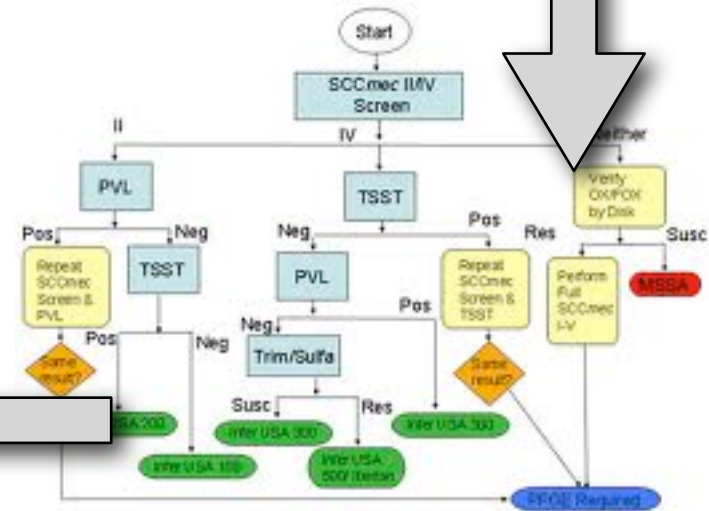 Start
SCCmec II/IV
Screen
II
IV
Neither
PVL
TSST
Verify
OX/FOX
by Disk
Pos
Neg
Neg
Pos
Res
Susc
Repeat
SCCmec
Screen &
PVL
TSST
PVL
Repeat
SCCmec
Screen &
TSST
Perform
Full
SCCmec
I-V
MSSA
Pos
Neg
Neg
Pos
Same
result?
Trim/Sulfa
Same
result?
Susc
Res
USA 200
Infer USA 100
Infer USA 300
Infer USA
Infer USA 300
PFGE Required